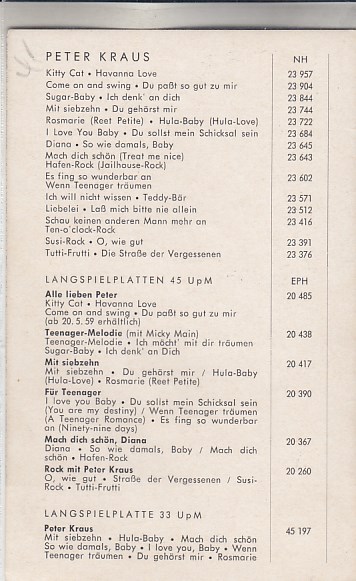 PETER KRAUS NH
Kitty Cat • Havanna Love 23 957
Come on and swing • Du paßt so gut zu mir 23 904
Sugar-Baby • Ich denk' an dich 23 844
Mit siebzehn • Du gehörst mir 23 744
Rosmarie (Reet Petite) • Hula-Baby (Hula-Love) 23 722
I Love You Baby • Du sollst mein Schicksal sein 23 684
Diana • So wie damals, Baby 23 645
Mach dich schön (Treat me nice) 23 643
Hafen-Rock (Jailhouse-Rock)
Es fing so wunderbar an 23 602
Wenn Teenager träumen
Ich will nicht wissen • Teddy-Bär 23 571
Liebelei • Laß mich bitte nie allein 23 512
Schau keinen anderen Mann mehr an 23 416
Ten-o'clock-Rock
Susi-Rock • O, wie gut 23 391
Tutti-Frutti • Die Straße der Vergessenen 23 376
LANGSPIELPLATTEN 45 UpM EPH
Alle lieben Peter 20 485
Kitty Cat • Havanna Love
Come on and swing • Du paßt so gut zu mir
(ab 20. 5. 59 erhältlich)
Teenager-Melodie (mit Micky Main) 20 438
Teenager-Melodie • Ich möcht' mit dir träumen
Sugar-Baby • Ich denk' an Dich
Mit siebzehn 20 417
Mit siebzehn • Du gehörst mir / Hula-Baby
(Hula-Love) • Rosmarie (Reet Petite)
Für Teenager 20 390
I love you Baby • Du sollst mein Schicksal sein
(You are my destiny) / Wenn Teenager träumen
(A Teenager Romance) • Es fing so wunderbar
an (Ninety-nine days)
Mach dich schön, Diana 20 367
Diana • So wie damals, Baby / Mach dich
schön • Hafen-Rock
Rock mit Peter Kraus 20 260
O, wie gut • Straße der Vergessenen / Susi-
Rock • Tutti-Frutti
LANGSPIELPLATTE 33 UpM
Peter Kraus 45 197
Mit siebzehn • Hula-Baby • Mach dich schön
So wie damals, Baby • I love you, Baby • Wenn
Teenager träumen • Du gehörst mir • Rosmarie